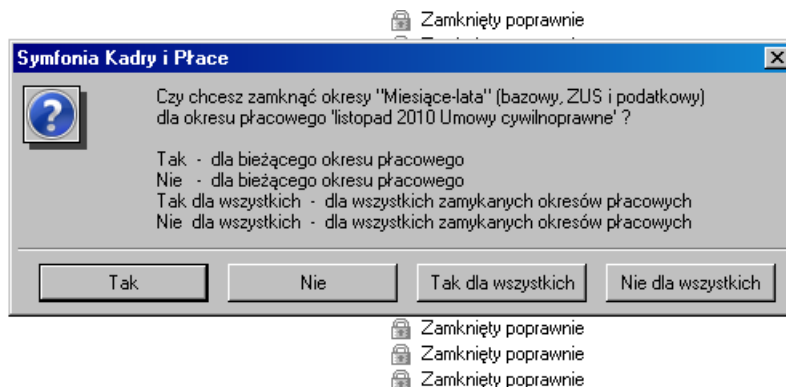 Zamknięty poprawnie
Symfonia Kadry i Płace
Czy chcesz zamknąć okresy "Miesiące-lata" (bazowy, ZUS i podatkowy)
dla okresu płacowego 'listopad 2010 Umowy cywilnoprawne' ?
Tak - dla bieżącego okresu płacowego
Nie - dla bieżącego okresu płacowego
Tak dla wszystkich - dla wszystkich zamykanych okresów płacowych
Nie dla wszystkich - dla wszystkich zamykanych okresów płacowych
Tak Nie Tak dla wszystkich Nie dla wszystkich
Zamknięty poprawnie
Zamknięty poprawnie
Zamknięty poprawnie